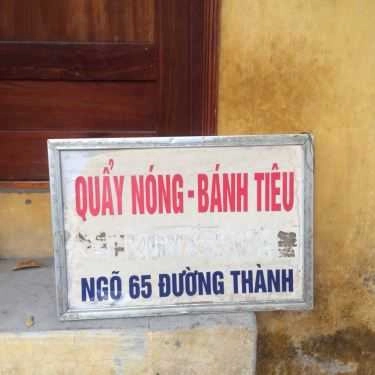 QUẨY NÓNG - BÁNH TIÊU
NGÕ 65 ĐƯỜNG THÀNH